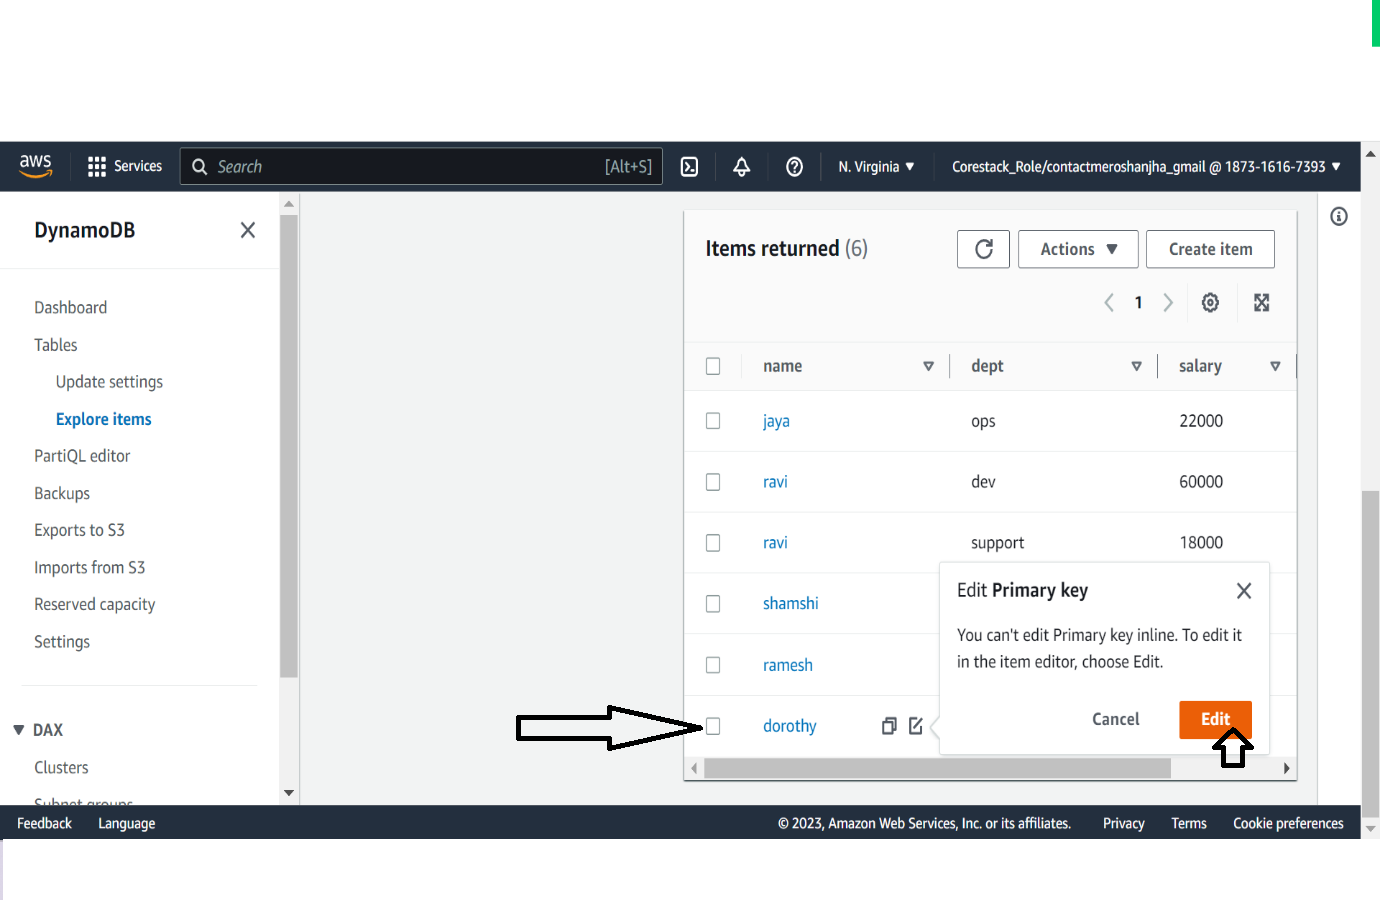 aws
Services
Search [Alt+S]
N. Virginia
Corestack_Role/contactmeroshanjha_gmail @ 1873-1616-7393
DynamoDB
Dashboard
Tables
Update settings
Explore items
PartiQL editor
Backups
Exports to S3
Imports from S3
Reserved capacity
Settings
DAX
Clusters
Subnet groups
Items returned (6)
Actions
Create item
1
name dept salary
jaya ops 22000
ravi dev 60000
ravi support 18000
shamshi
ramesh
dorothy
Edit Primary key
You can't edit Primary key inline. To edit it
in the item editor, choose Edit.
Cancel Edit
Feedback Language © 2023, Amazon Web Services, Inc. or its affiliates. Privacy Terms Cookie preferences